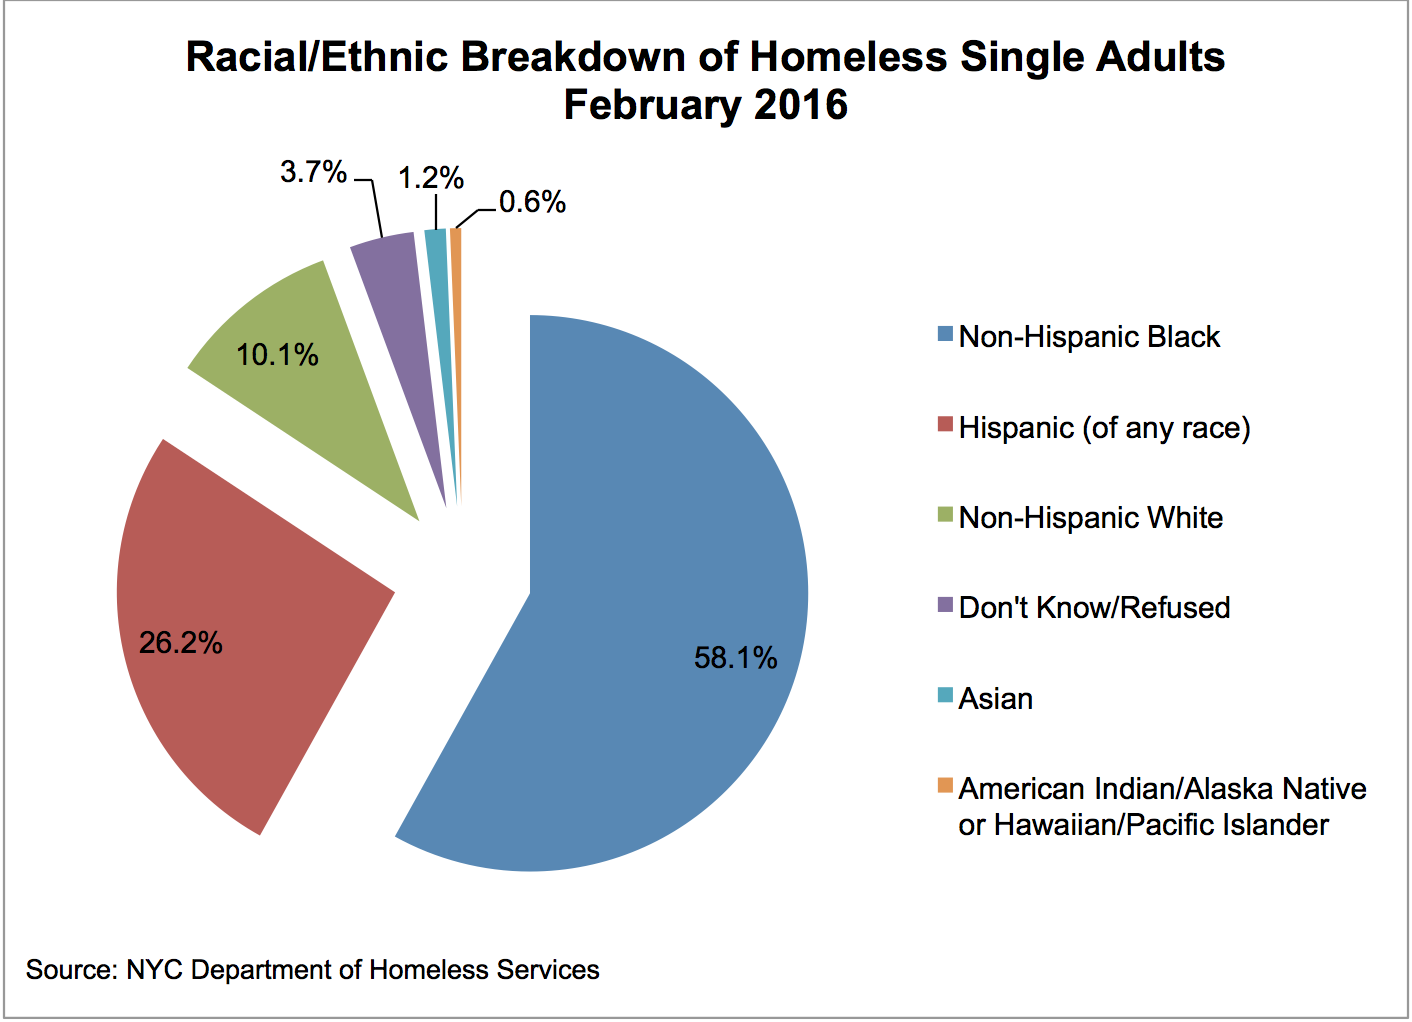 Racial/Ethnic Breakdown of Homeless Single Adults
February 2016
3.7%
1.2%
0.6%
10.1%
26.2%
58.1%
Non-Hispanic Black
Hispanic (of any race)
Non-Hispanic White
Don't Know/Refused
Asian
American Indian/Alaska Native
or Hawaiian/Pacific Islander
Source: NYC Department of Homeless Services